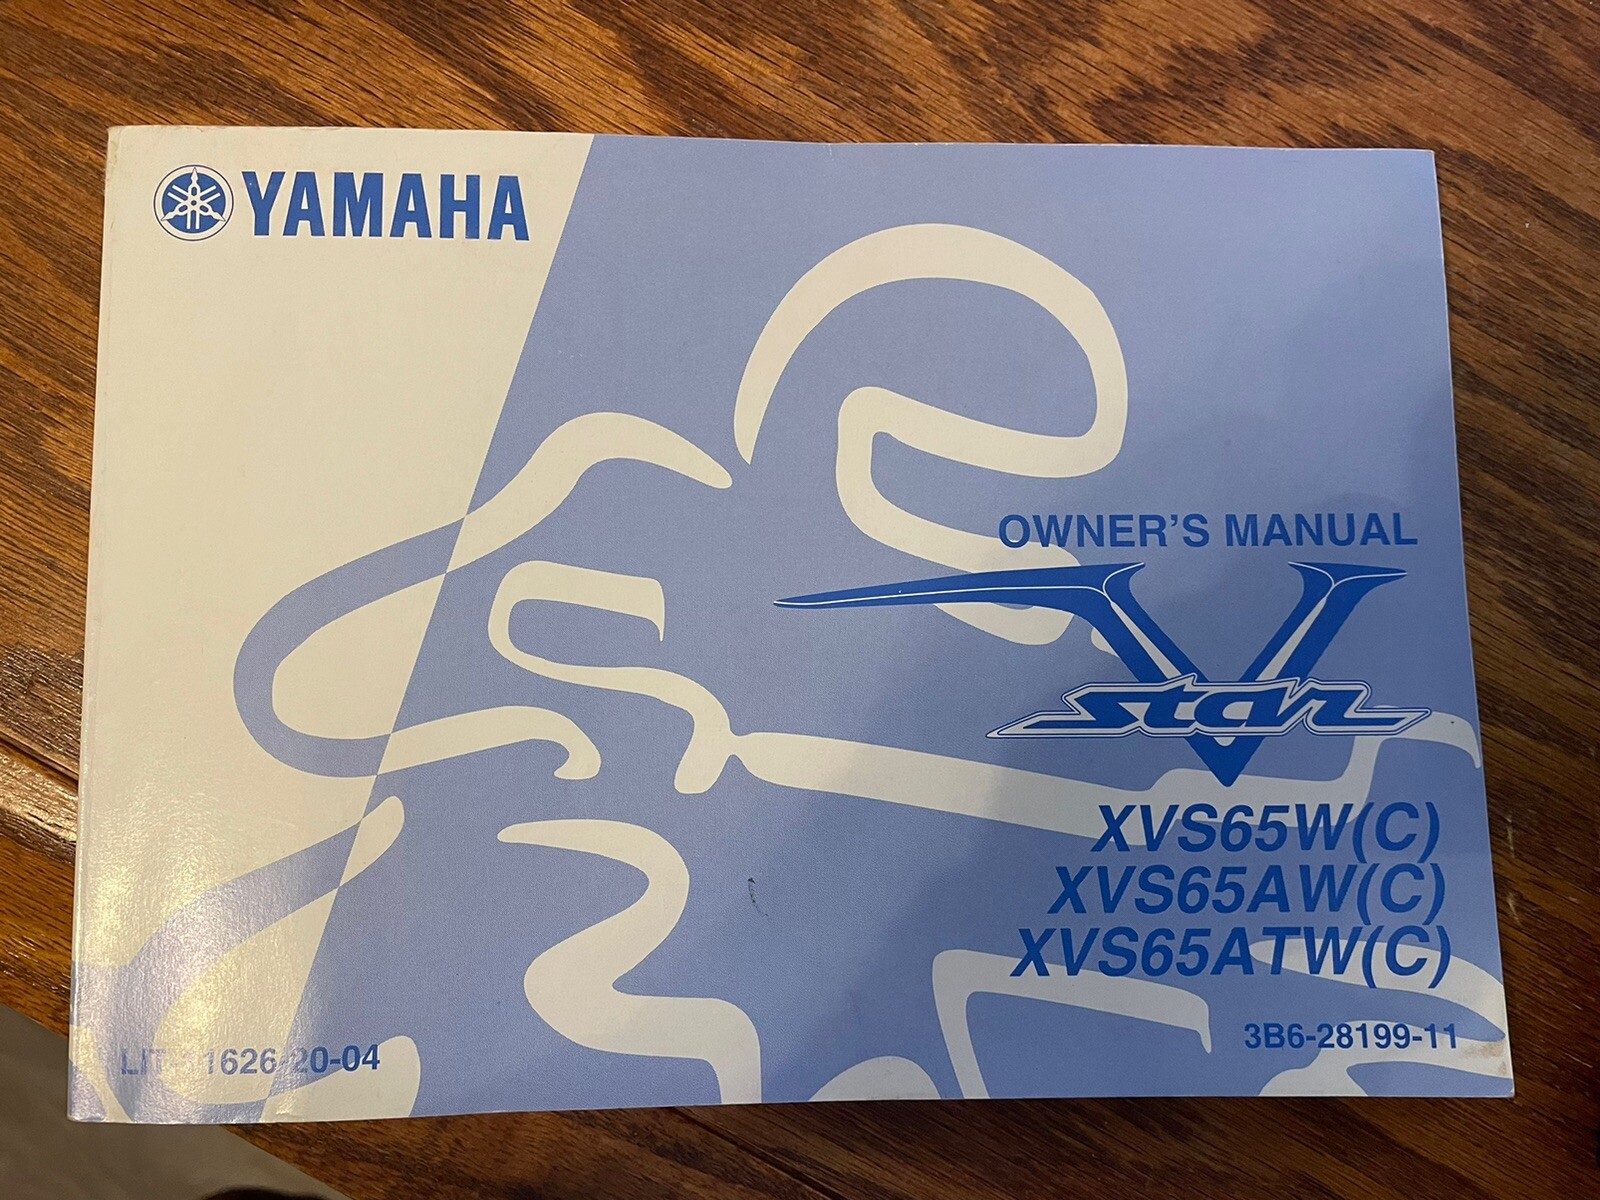 YAMAHA
OWNER'S MANUAL
V
star
XVS65W(C)
XVS65AW(C)
XVS65ATW(C)
3B6-28199-11
LIT-11626-20-04